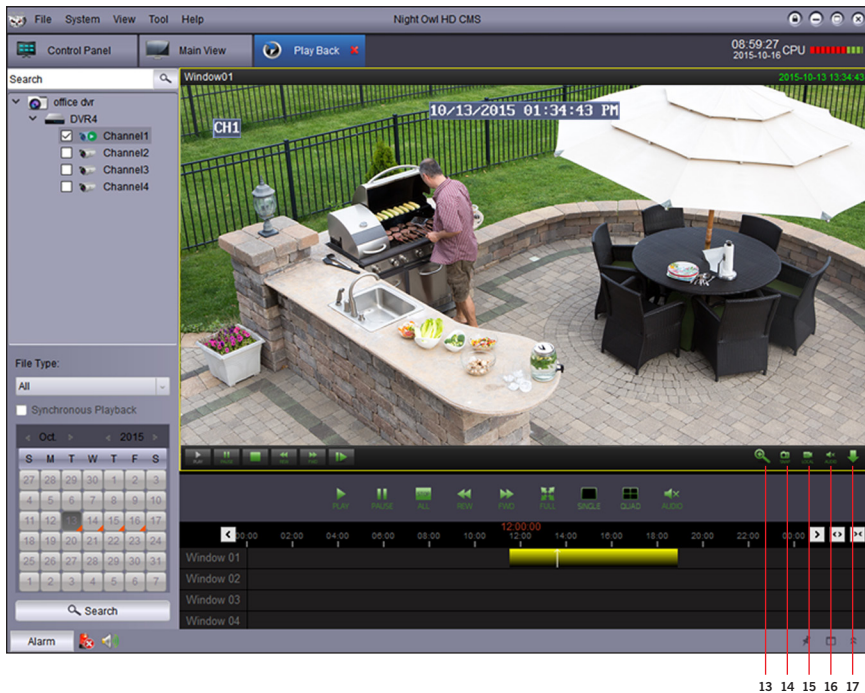 File System View Tool Help Night Owl HD CMS
Control Panel Main View Play Back 08:59:27
2015-10-16 CPU
Search Window01 2015-10-13 13:34:43
office dvr
DVR4
Channel1
Channel2
Channel3
Channel4
10/13/2015 01:34:43 PM
CH1
File Type:
All
Synchronous Playback
< Oct. > < 2015 >
S M T W T F S
27 28 29 30 1 2 3
4 5 6 7 8 9 10
11 12 13 14 15 16 17
18 19 20 21 22 23 24
25 26 27 28 29 30 31
1 2 3 4 5 6 7
Search
PLAY PAUSE ALL REW FWD FULL SINGLE QUAD AUDIO
12:00:00
00:00 02:00 04:00 06:00 08:00 10:00 12:00 14:00 16:00 18:00 20:00 22:00 00:00
Window 01
Window 02
Window 03
Window 04
Alarm
13 14 15 16 17